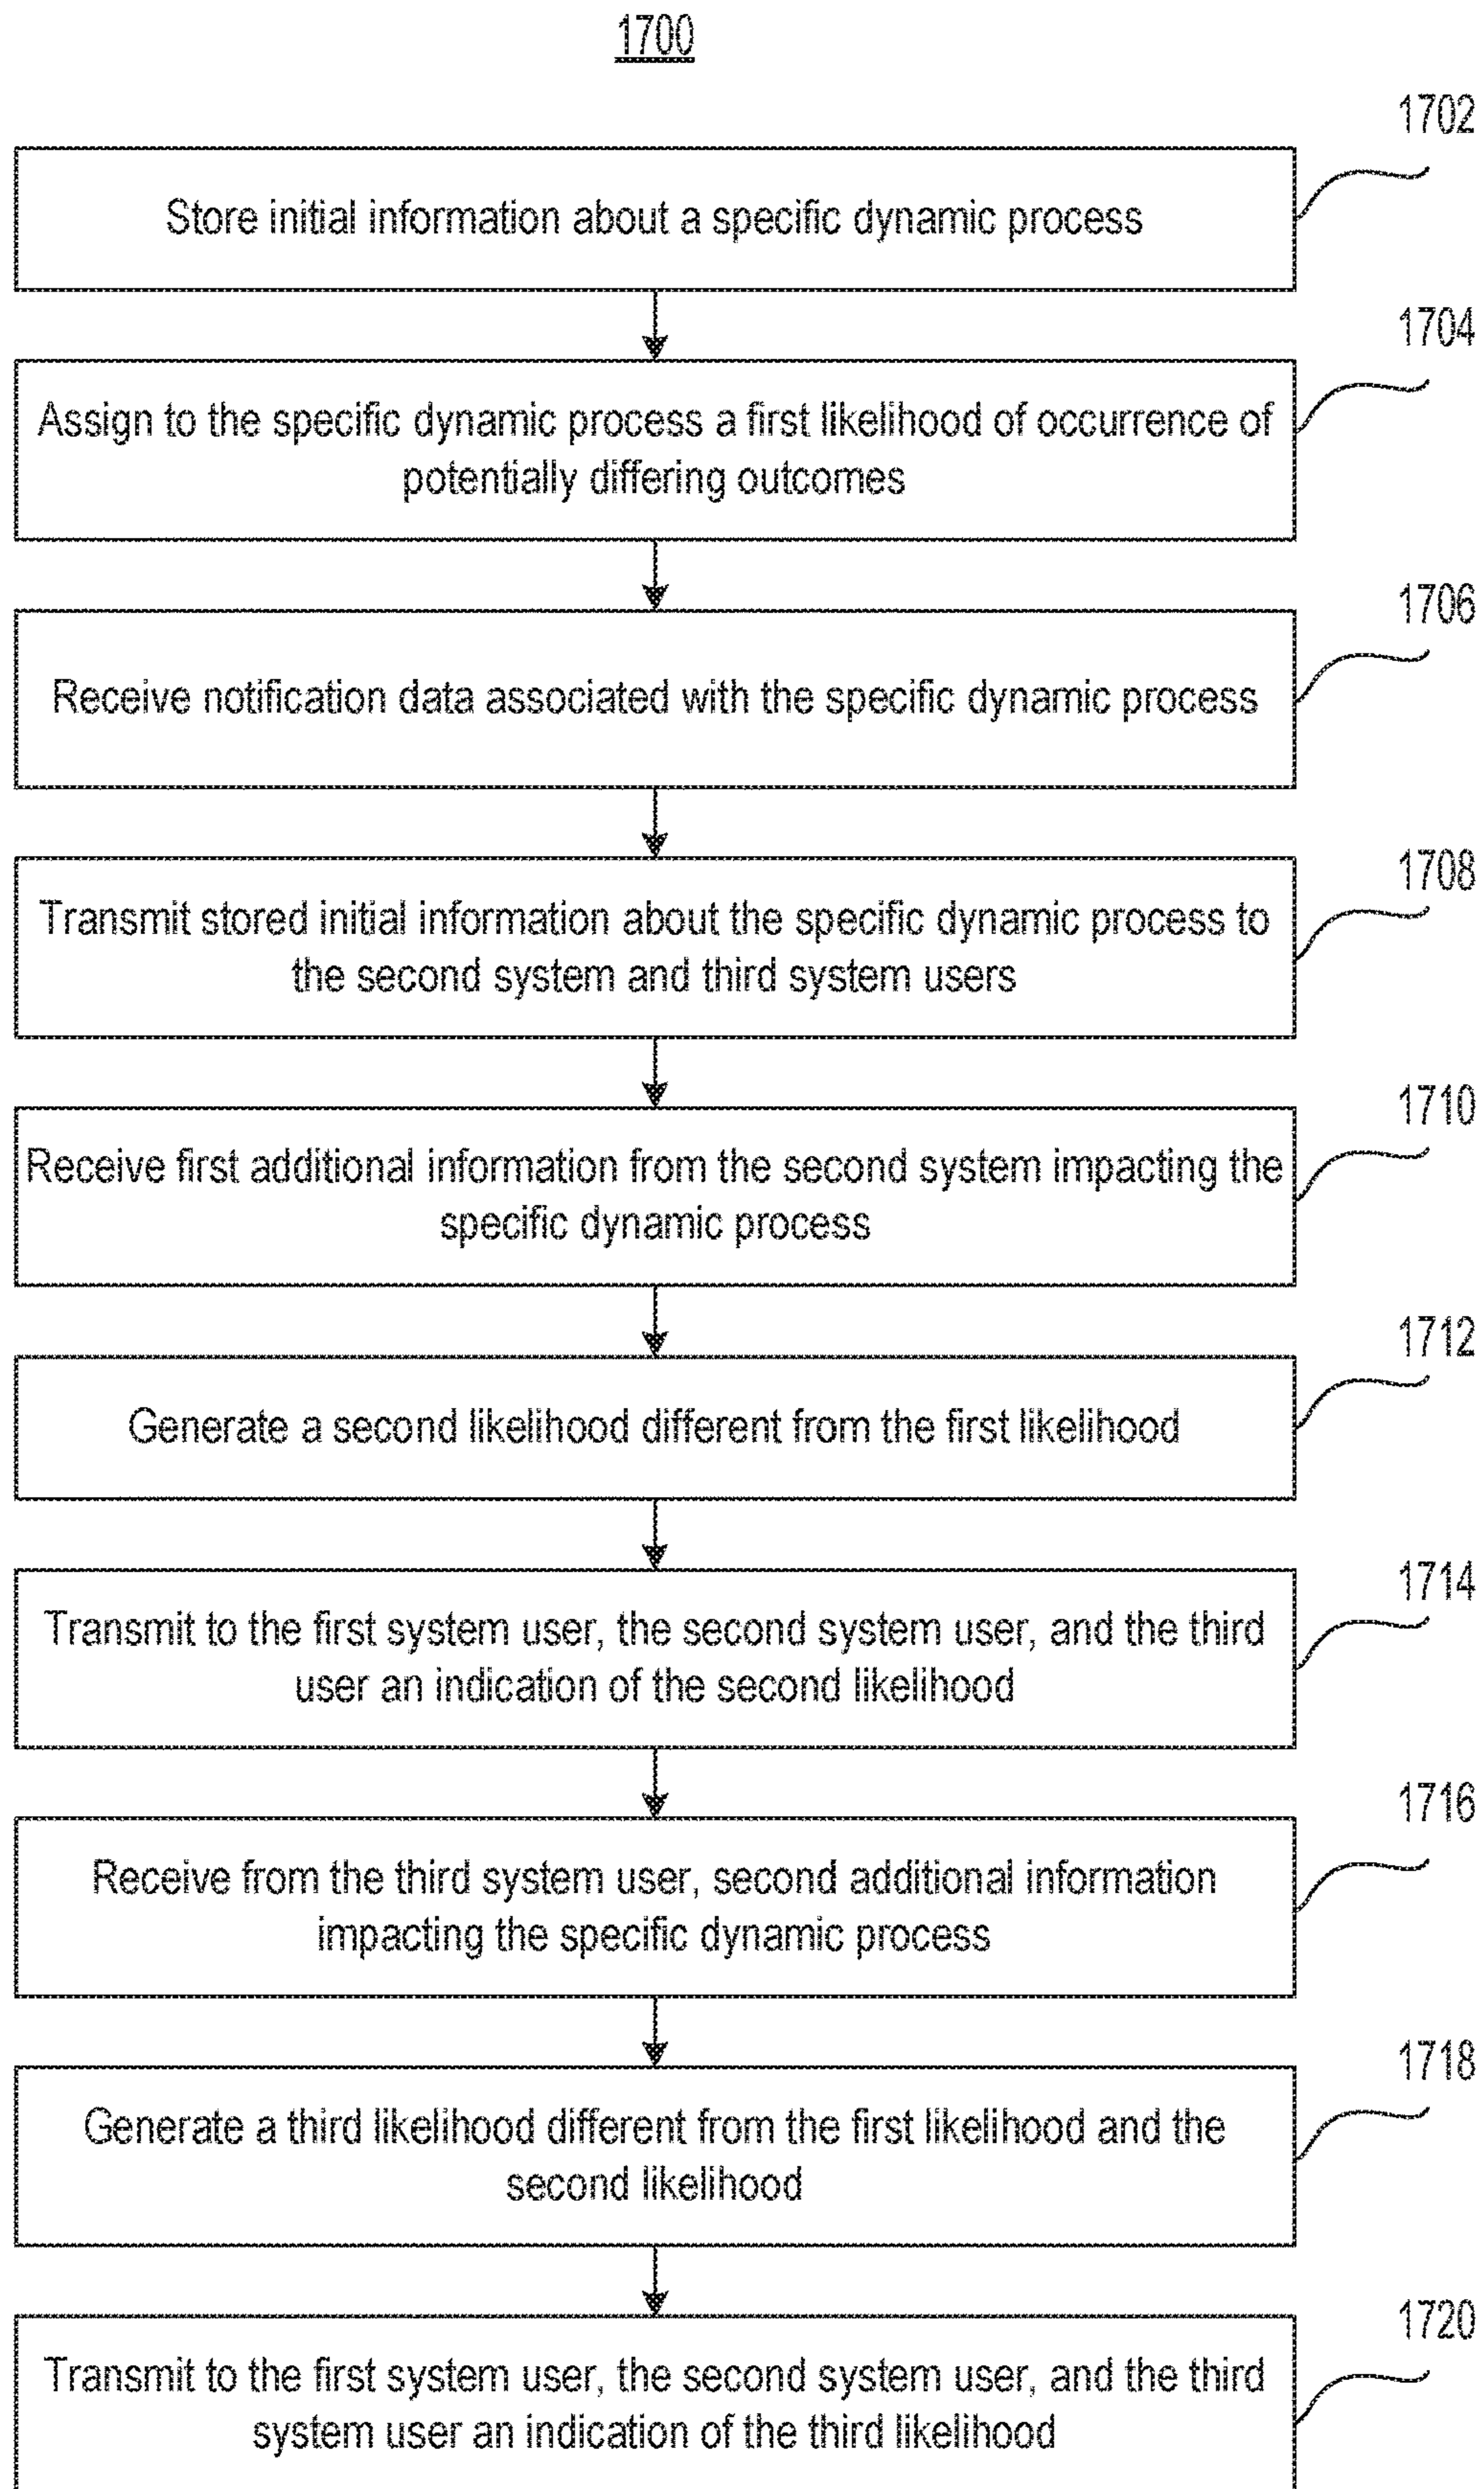 1700
1702
Store initial information about a specific dynamic process
1704
Assign to the specific dynamic process a first likelihood of occurrence of
potentially differing outcomes
1706
Receive notification data associated with the specific dynamic process
1708
Transmit stored initial information about the specific dynamic process to
the second system and third system users
1710
Receive first additional information from the second system impacting the
specific dynamic process
1712
Generate a second likelihood different from the first likelihood
1714
Transmit to the first system user, the second system user, and the third
user an indication of the second likelihood
1716
Receive from the third system user, second additional information
impacting the specific dynamic process
1718
Generate a third likelihood different from the first likelihood and the
second likelihood
1720
Transmit to the first system user, the second system user, and the third
system user an indication of the third likelihood